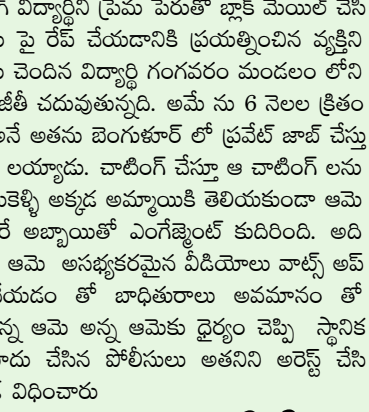 విద్యార్థిని ప్రేమ పేరుతో బ్లాక్ మెయిల్ చేసి
పై రేప్ చేయడానికి ప్రయత్నించిన వ్యక్తిని
చెందిన విద్యార్థి గంగవరం మండలం లోని
చదువుతున్నది. అమే ను 6 నెలల క్రితం
అనే అతను బెంగుళూర్ లో ప్రవేట్ జాబ్ చేస్తు
లయ్యాడు. చాటింగ్ చేస్తూ ఆ చాటింగ్ లను
అక్కడ అమ్మాయికి తెలియకుండా ఆమె
అబ్బాయితో ఎంగేజ్మెంట్ కుదిరింది. అది
ఆమె అసభ్యకరమైన వీడియోలు వాట్స్ అప్
తో బాధితురాలు అవమానం తో
ఆమె అన్న ఆమెకు ధైర్యం చెప్పి స్థానిక
చేసిన పోలీసులు అతనిని అరెస్ట్ చేసి
విధించారు